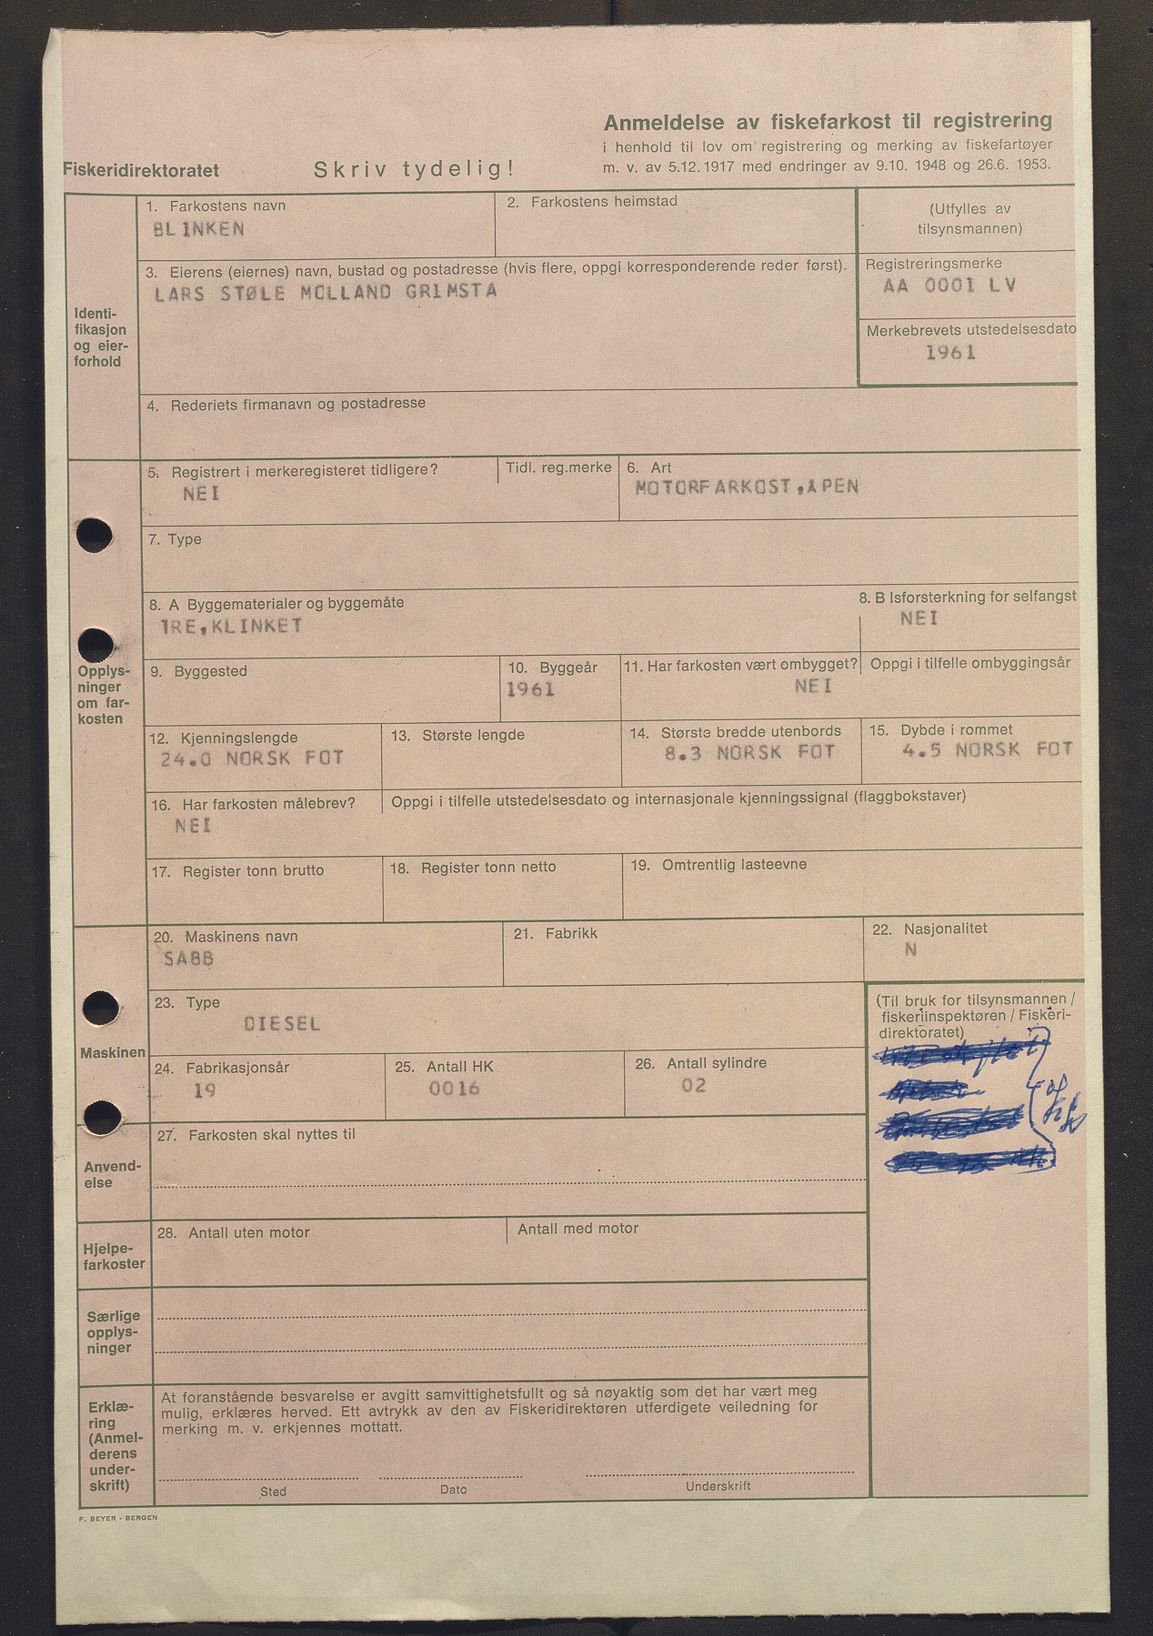 Anmeldelse av fiskefarkost til registrering
i henhold til lov om registrering og merking av fiskefartøyer
m. v. av 5.12. 1917 med endringer av 9.10. 1948 og 26.6. 1953.
Fiskeridirektoratet Skriv tydelig!
Identi-
fikasjon
og eier-
forhold
1. Farkostens navn
BLINKEN
2. Farkostens heimstad
(Utfylles av
tilsynsmannen)
3. Eierens (eiernes) navn, bustad og postadresse (hvis flere, oppgi korresponderende reder først).
LARS STØLE MOLLAND GRIMSTA
Registreringsmerke
AA 0001 LV
Merkebrevets utstedelsesdato
1961
4. Rederiets firmanavn og postadresse
Opplys-
ninger
om far-
kosten
5. Registrert i merkeregisteret tidligere?
NEI
Tidl. reg.merke
6. Art
MOTORFARKOST,ÅPEN
7. Type
8. A Byggematerialer og byggemåte
TRE,KLINKET
8. B Isforsterkning for selfangst
NEI
9. Byggested
10. Byggeår
1961
11. Har farkosten vært ombygget?
NEI
Oppgi i tilfelle ombyggingsår
12. Kjenningslengde
24.0 NORSK FOT
13. Største lengde
14. Største bredde utenbords
8.3 NORSK FOT
15. Dybde i rommet
4.5 NORSK FOT
16. Har farkosten målebrev?
NEI
Oppgi i tilfelle utstedelsesdato og internasjonale kjenningssignal (flaggbokstaver)
17. Register tonn brutto
18. Register tonn netto
19. Omtrentlig lasteevne
Maskinen
20. Maskinens navn
SABB
21. Fabrikk
22. Nasjonalitet
N
23. Type
DIESEL
(Til bruk for tilsynsmannen /
fiskeriinspektøren / Fiskeri-
direktoratet)
24. Fabrikasjonsår
19
25. Antall HK
0016
26. Antall sylindre
02
Anvend-
else
27. Farkosten skal nyttes til
Hjelpe-
farkoster
28. Antall uten motor
Antall med motor
Særlige
opplys-
ninger
Erklæ-
ring
(Anmel-
derens
under-
skrift)
At foranstående besvarelse er avgitt samvittighetsfullt og så nøyaktig som det har vært meg
mulig, erklæres herved. Ett avtrykk av den av Fiskeridirektøren utferdigete veiledning for
merking m. v. erkjennes mottatt.
Sted Dato Underskrift
F. BEYER - BERGEN